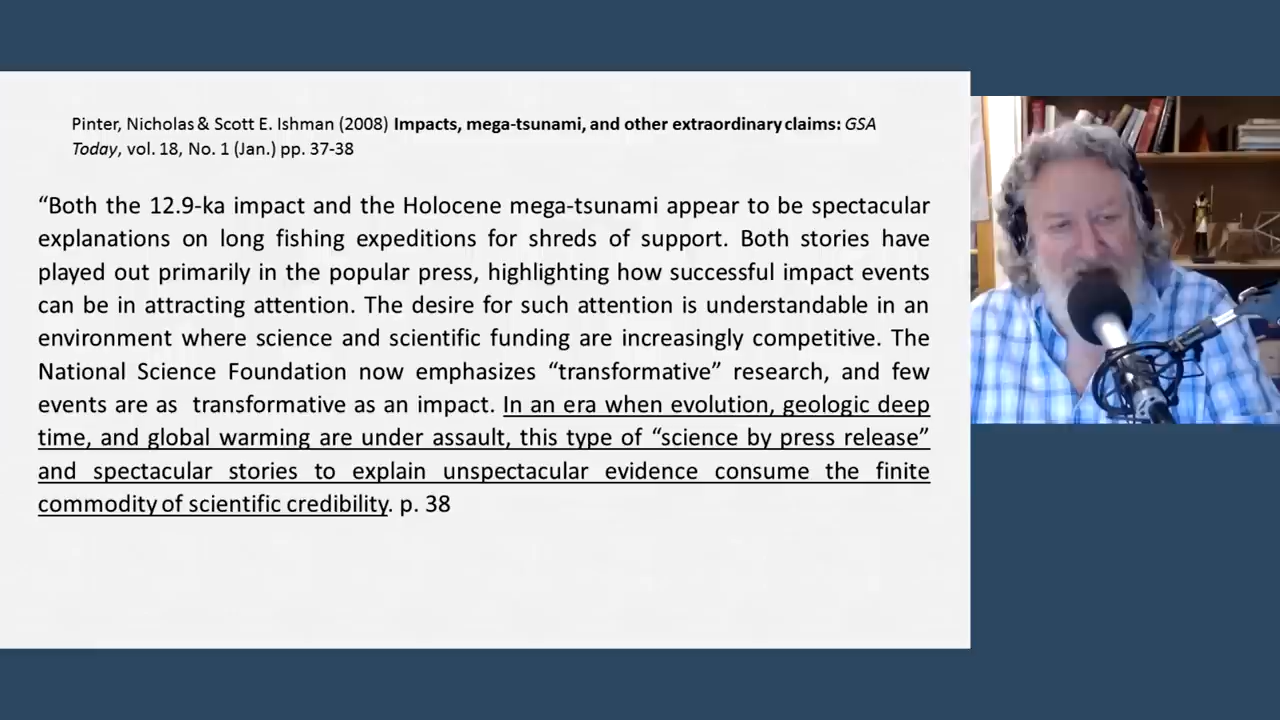 Pinter, Nicholas & Scott E. Ishman (2008) Impacts, mega-tsunami, and other extraordinary claims: GSA
Today, vol. 18, No. 1 (Jan.) pp. 37-38
“Both the 12.9-ka impact and the Holocene mega-tsunami appear to be spectacular
explanations on long fishing expeditions for shreds of support. Both stories have
played out primarily in the popular press, highlighting how successful impact events
can be in attracting attention. The desire for such attention is understandable in an
environment where science and scientific funding are increasingly competitive. The
National Science Foundation now emphasizes “transformative” research, and few
events are as transformative as an impact. In an era when evolution, geologic deep
time, and global warming are under assault, this type of “science by press release”
and spectacular stories to explain unspectacular evidence consume the finite
commodity of scientific credibility. p. 38